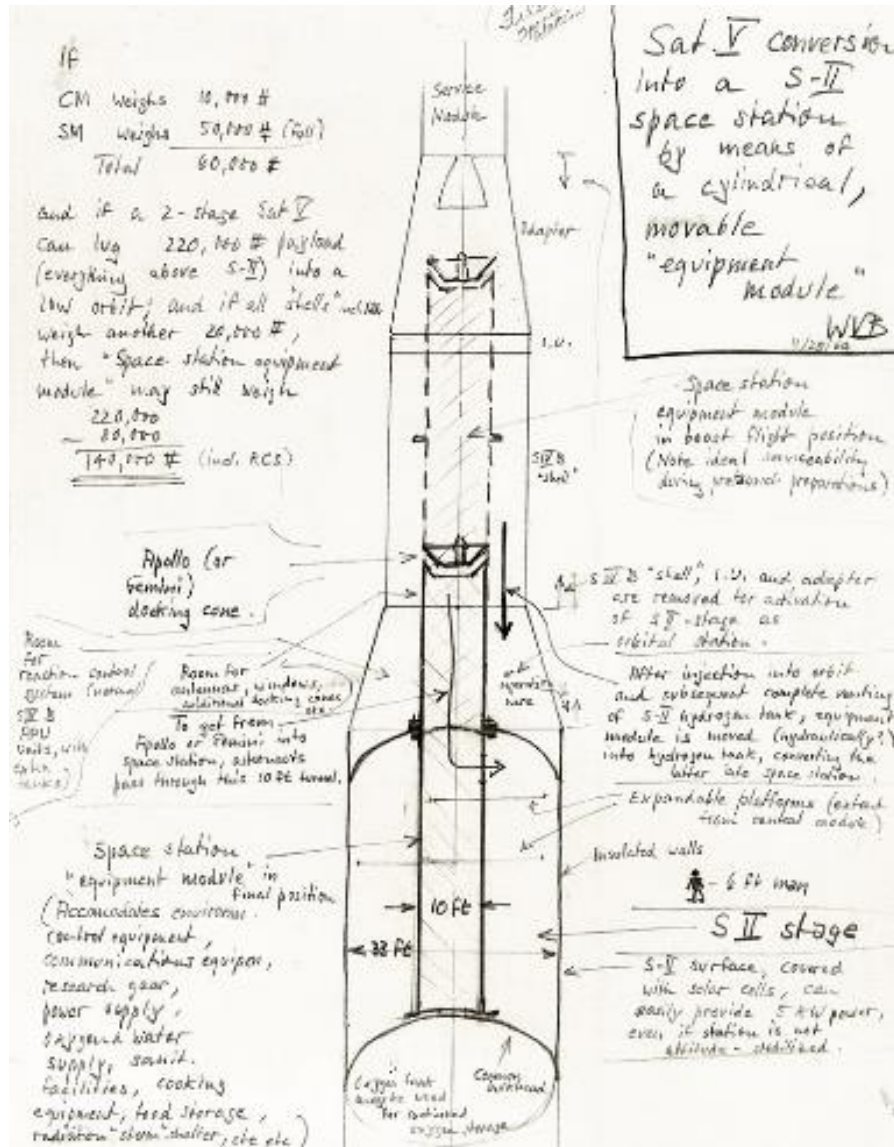 Space
Station
Sat V conversion
into a S-II
space station
by means of
a cylindrical,
movable
"equipment
module"
WVB
11/20/64
If
CM weighs 10,000 #
SM weighs 50,000 # (Full)
Total 60,000 #
and if a 2-stage Sat V
can lug 220,000 # payload
(everything above S-II) into a
low orbit; and if all "shells"
weigh another 20,000 #,
then "Space station equipment
module" may still weigh
220,000
- 80,000
140,000 # (incl. RCS)
Service
Module
Adapter
I.U.
SIVB
"shell"
Space station
equipment module
in boost flight position
(Note ideal
during preparations)
Apollo (or
Gemini)
docking cone.
SIVB "shell", I.U. and adapter
are removed for activation
of SII-stage as
orbital station.
Room
for
reaction control
system
SIVB
APU
units, with
extra
tanks)
Room for
antennas, windows,
additional docking cones
etc.
To get from
Apollo or Gemini into
space station, astronauts
pass through this 10 ft tunnel.
After injection into orbit
and subsequent complete venting
of S-II hydrogen tank, equipment
module is moved (hydraulically?)
into hydrogen tank, converting the
latter into space station.
Expandable platforms (extend
from central module)
Insulated walls
Space station
"equipment module" in
final position
(Accomodates environm.
control equipment,
communications equipm,
research gear,
power supply,
oxygen and water
supply, sanit.
facilities, cooking
equipment, food storage,
radiation "storm" shelter, etc etc)
10 ft
33 ft
- 6 ft man
S II stage
S-II surface, covered
with solar cells, can
easily provide 5 KW power,
even if station is not
attitude-stabilized.
Oxygen tank
maybe used
for continued
oxygen storage
Common
bulkhead